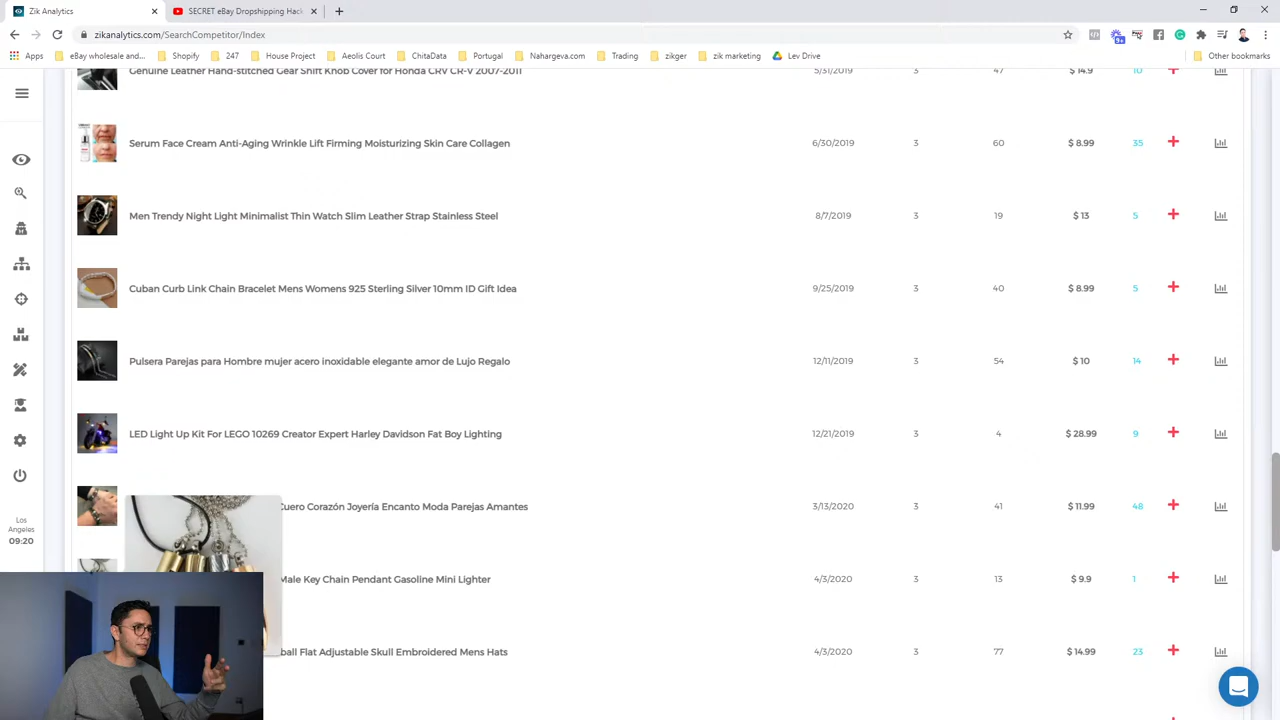 Zik Analytics
SECRET eBay Dropshipping Hack
zikanalytics.com/SearchCompetitor/Index
Apps eBay wholesale and... Shopify 247 House Project Aeolis Court ChitaData Portugal Nahargeva.com Trading zikger zik marketing Lev Drive Other bookmarks
Genuine Leather Hand-stitched Gear Shift Knob Cover for Honda CRV CR-V 2007-2011 5/31/2019 3 47 $ 14.9 10
Serum Face Cream Anti-Aging Wrinkle Lift Firming Moisturizing Skin Care Collagen 6/30/2019 3 60 $ 8.99 35
Men Trendy Night Light Minimalist Thin Watch Slim Leather Strap Stainless Steel 8/7/2019 3 19 $ 13 5
Cuban Curb Link Chain Bracelet Mens Womens 925 Sterling Silver 10mm ID Gift Idea 9/25/2019 3 40 $ 8.99 5
Pulsera Parejas para Hombre mujer acero inoxidable elegante amor de Lujo Regalo 12/11/2019 3 54 $ 10 14
LED Light Up Kit For LEGO 10269 Creator Expert Harley Davidson Fat Boy Lighting 12/21/2019 3 4 $ 28.99 9
Cuero Corazón Joyería Encanto Moda Parejas Amantes 3/13/2020 3 41 $ 11.99 48
Male Key Chain Pendant Gasoline Mini Lighter 4/3/2020 3 13 $ 9.9 1
ball Flat Adjustable Skull Embroidered Mens Hats 4/3/2020 3 77 $ 14.99 23
Los
Angeles
09:20